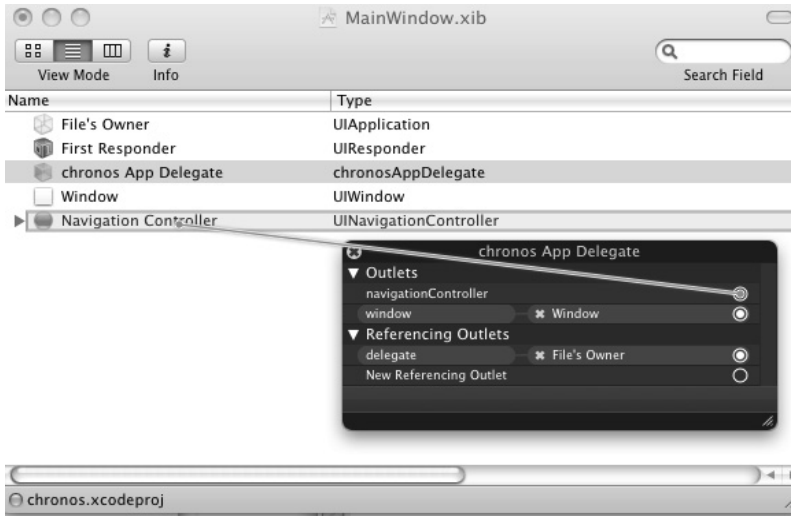 MainWindow.xib
View Mode Info Search Field
Name Type
File's Owner UIApplication
First Responder UIResponder
chronos App Delegate chronosAppDelegate
Window UIWindow
Navigation Controller UINavigationController
chronos App Delegate
Outlets
navigationController
window Window
Referencing Outlets
delegate File's Owner
New Referencing Outlet
chronos.xcodeproj